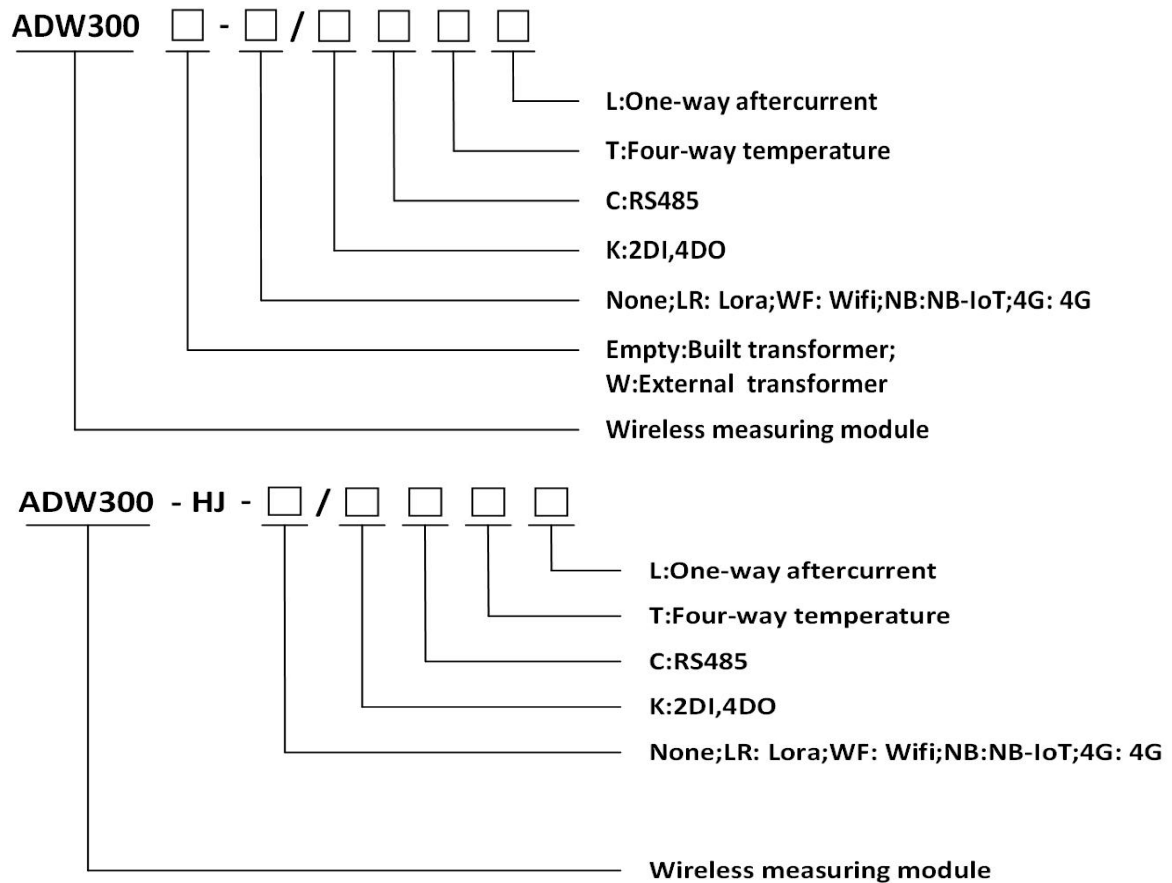 ADW300 □ - □ / □ □ □ □
L:One-way aftercurrent
T:Four-way temperature
C:RS485
K:2DI,4DO
None;LR: Lora;WF: Wifi;NB:NB-IoT;4G: 4G
Empty:Built transformer;
W:External transformer
Wireless measuring module
ADW300 - HJ - □ / □ □ □ □
L:One-way aftercurrent
T:Four-way temperature
C:RS485
K:2DI,4DO
None;LR: Lora;WF: Wifi;NB:NB-IoT;4G: 4G
Wireless measuring module